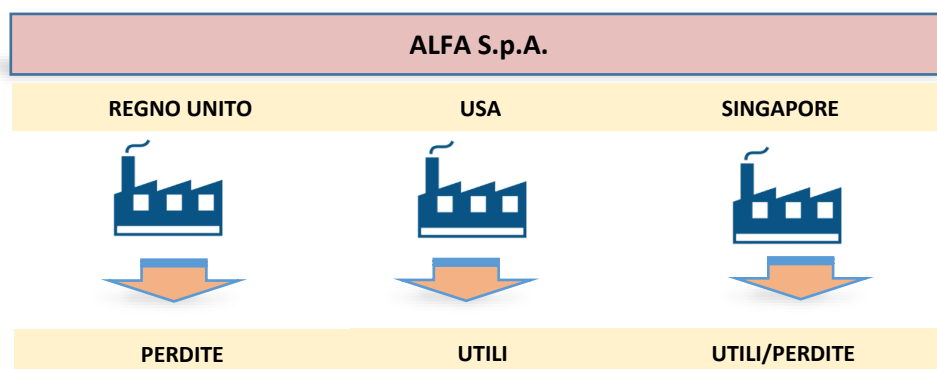 ALFA S.p.A.
REGNO UNITO USA SINGAPORE
PERDITE UTILI UTILI/PERDITE